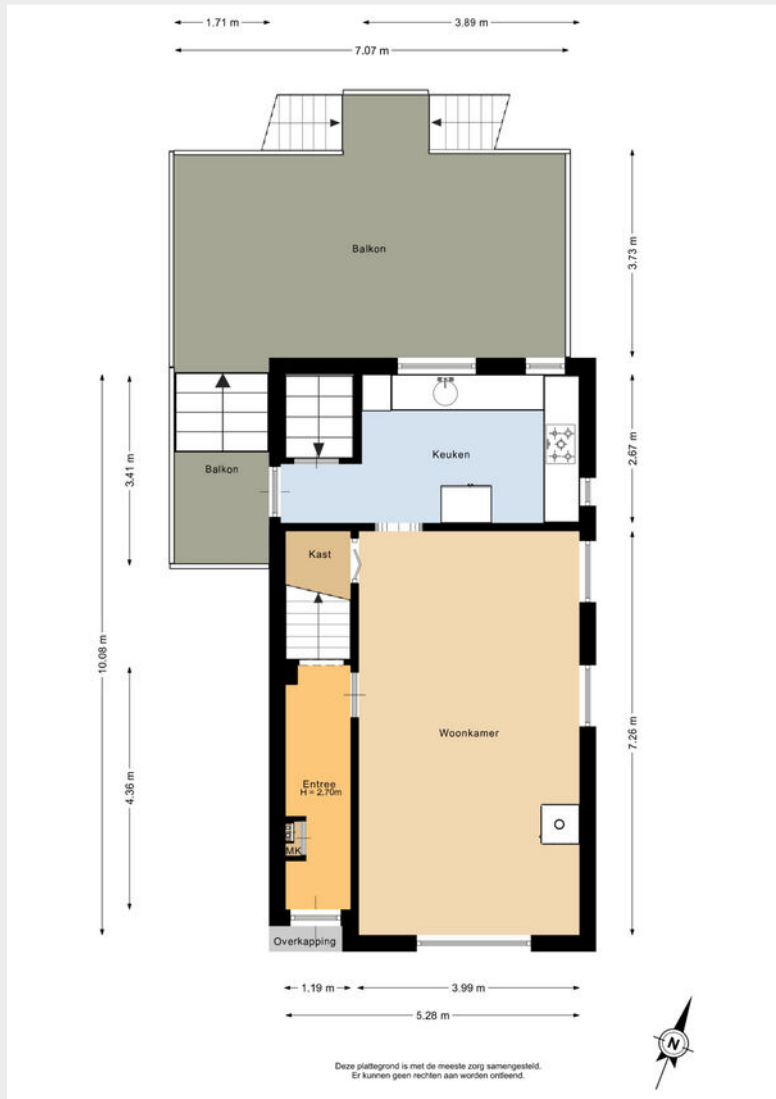 1.71 m
3.89 m
7.07 m
Balkon
3.73 m
3.41 m
Balkon
Keuken
2.67 m
Kast
10.08 m
4.36 m
Woonkamer
7.26 m
Entree
H = 2.70m
MK
Overkapping
1.19 m
3.99 m
5.28 m
N
Deze plattegrond is met de meeste zorg samengesteld.
Er kunnen geen rechten aan worden ontleend.